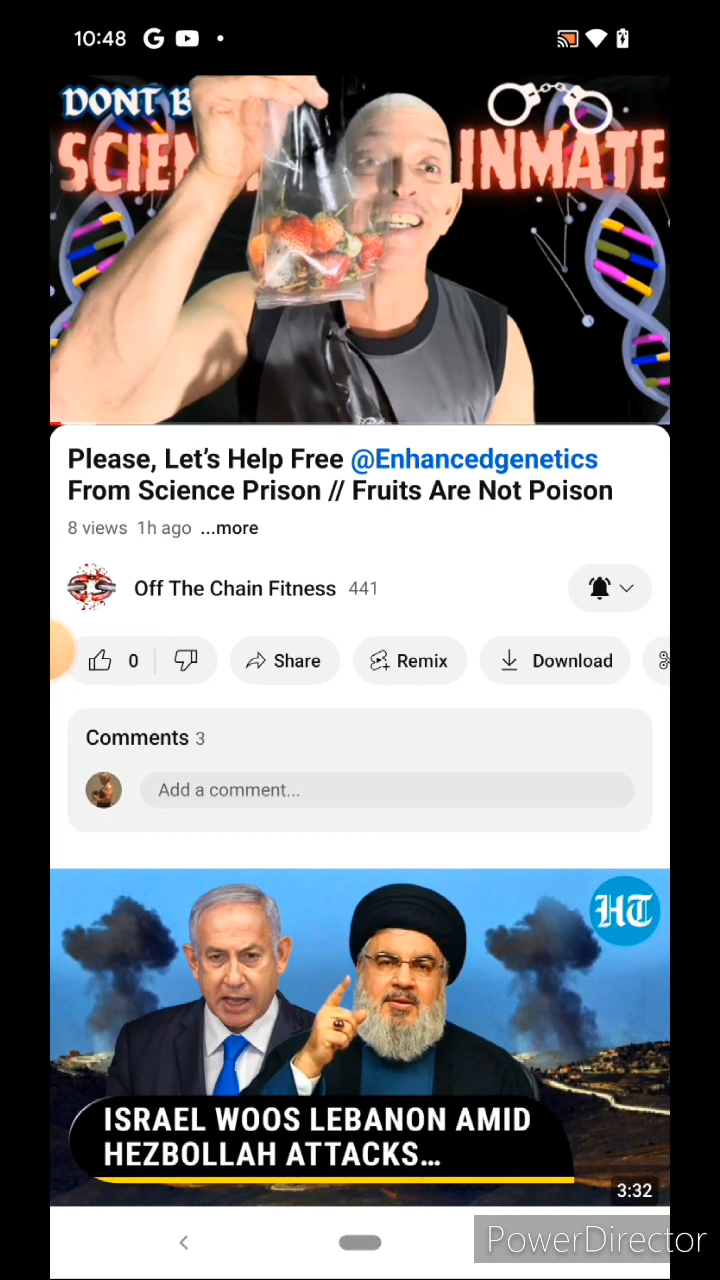 10:48
DONT B
SCIEN INMATE
Please, Let's Help Free @Enhancedgenetics
From Science Prison // Fruits Are Not Poison
8 views 1h ago ...more
Off The Chain Fitness 441
0 Share Remix Download
Comments 3
Add a comment...
HT
ISRAEL WOOS LEBANON AMID
HEZBOLLAH ATTACKS...
3:32
PowerDirector